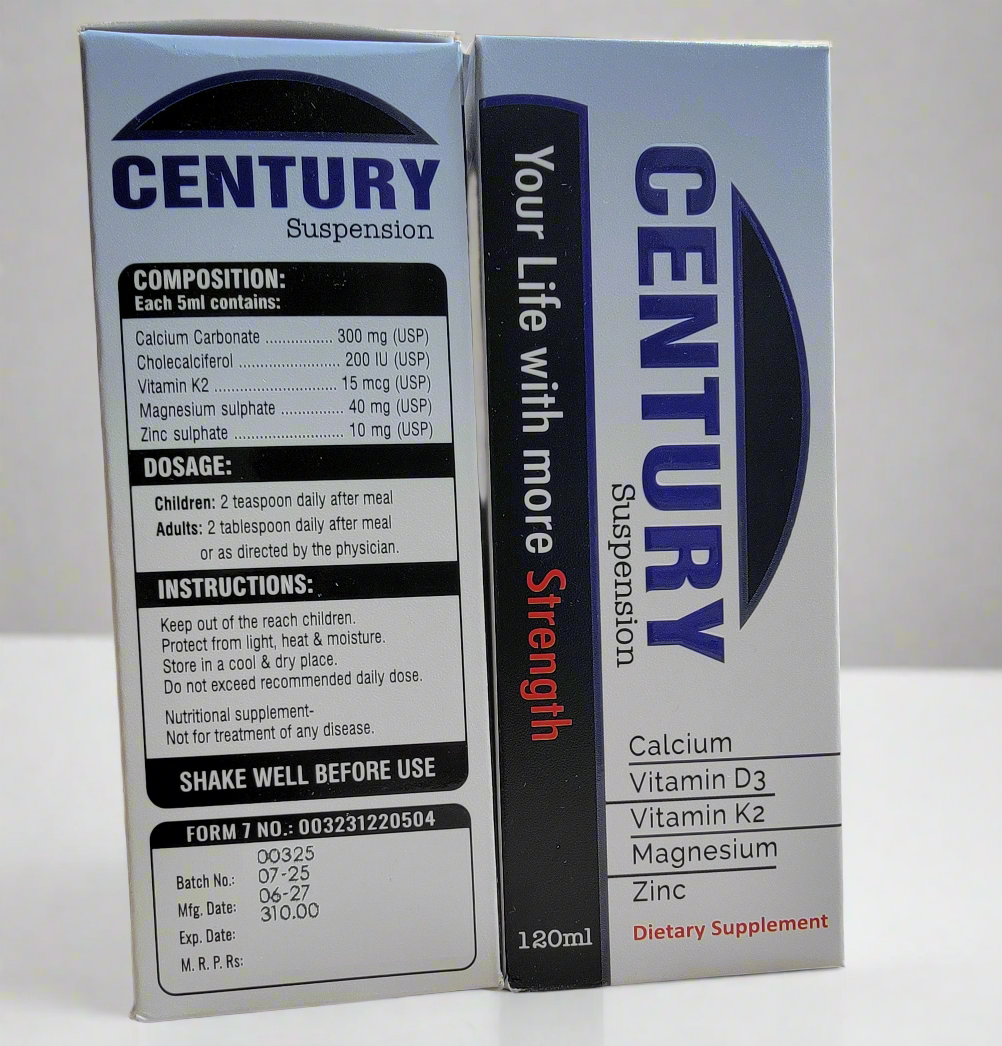 CENTURY
Suspension
COMPOSITION:
Each 5ml contains:
Calcium Carbonate ................ 300 mg (USP)
Cholecalciferol ........................ 200 IU (USP)
Vitamin K2 ............................. 15 mcg (USP)
Magnesium sulphate ............... 40 mg (USP)
Zinc sulphate .......................... 10 mg (USP)
DOSAGE:
Children: 2 teaspoon daily after meal
Adults: 2 tablespoon daily after meal
or as directed by the physician.
INSTRUCTIONS:
Keep out of the reach children.
Protect from light, heat & moisture.
Store in a cool & dry place.
Do not exceed recommended daily dose.
Nutritional supplement-
Not for treatment of any disease.
SHAKE WELL BEFORE USE
FORM 7 NO.: 003231220504
00325
Batch No.: 07-25
Mfg. Date: 06-27
310.00
Exp. Date:
M. R. P. Rs:
Your Life with more Strength
120ml
CENTURY
Suspension
Calcium
Vitamin D3
Vitamin K2
Magnesium
Zinc
Dietary Supplement